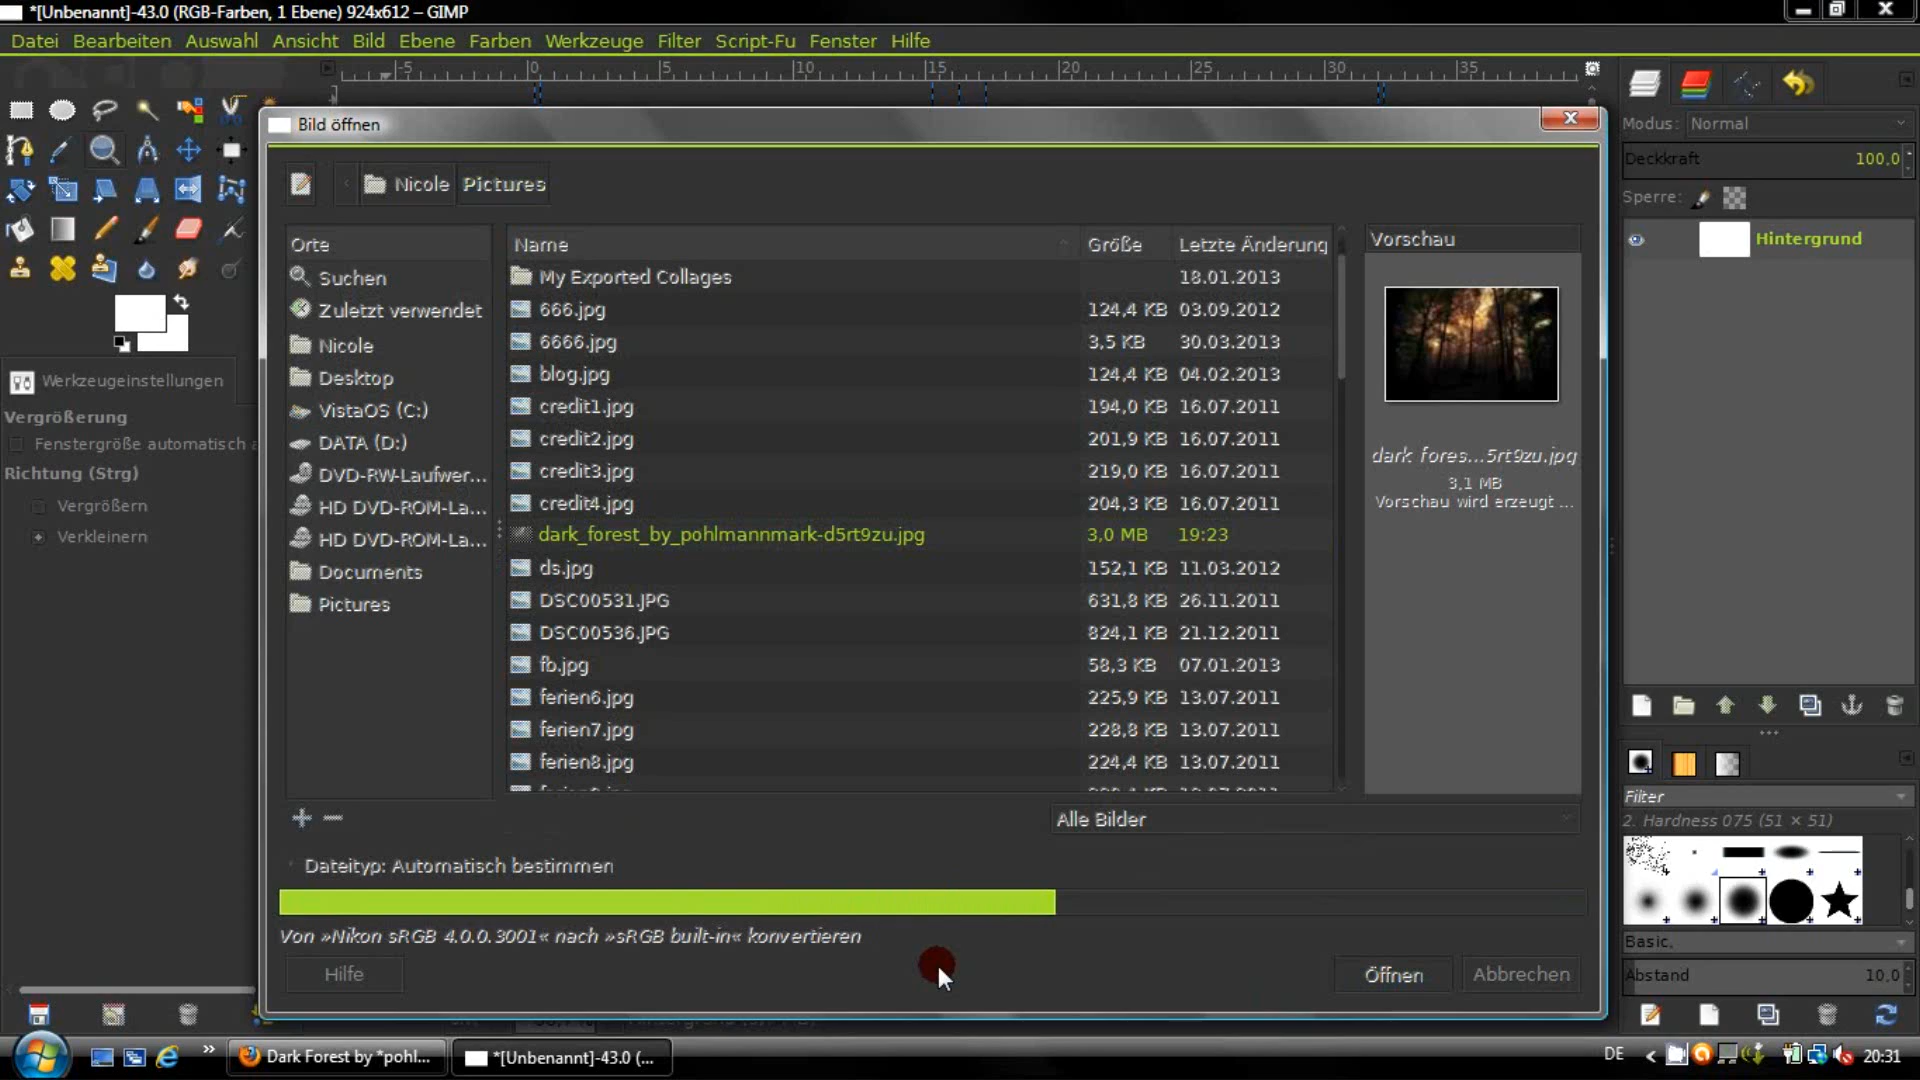 *[Unbenannt]-43.0 (RGB-Farben, 1 Ebene) 924x612 – GIMP
Datei Bearbeiten Auswahl Ansicht Bild Ebene Farben Werkzeuge Filter Script-Fu Fenster Hilfe
-5 0 5 10 15 20 25 30 35
Bild öffnen
Nicole Pictures
Orte
Suchen
Zuletzt verwendet
Nicole
Desktop
VistaOS (C:)
DATA (D:)
DVD-RW-Laufwer...
HD DVD-ROM-La...
HD DVD-ROM-La...
Documents
Pictures
Name Größe Letzte Änderung
My Exported Collages 18.01.2013
666.jpg 124,4 KB 03.09.2012
6666.jpg 3,5 KB 30.03.2013
blog.jpg 124,4 KB 04.02.2013
credit1.jpg 194,0 KB 16.07.2011
credit2.jpg 201,9 KB 16.07.2011
credit3.jpg 219,0 KB 16.07.2011
credit4.jpg 204,3 KB 16.07.2011
dark_forest_by_pohlmannmark-d5rt9zu.jpg 3,0 MB 19:23
ds.jpg 152,1 KB 11.03.2012
DSC00531.JPG 631,8 KB 26.11.2011
DSC00536.JPG 824,1 KB 21.12.2011
fb.jpg 58,3 KB 07.01.2013
ferien6.jpg 225,9 KB 13.07.2011
ferien7.jpg 228,8 KB 13.07.2011
ferien8.jpg 224,4 KB 13.07.2011
Vorschau
dark fores...5rt9zu.jpg
3,1 MB
Vorschau wird erzeugt ...
Alle Bilder
Dateityp: Automatisch bestimmen
Von »Nikon sRGB 4.0.0.3001« nach »sRGB built-in« konvertieren
Hilfe
Öffnen
Abbrechen
Werkzeugeinstellungen
Vergrößerung
Fenstergröße automatisch a
Richtung (Strg)
Vergrößern
Verkleinern
Modus: Normal
Deckkraft 100,0
Sperre:
Hintergrund
Filter
2. Hardness 075 (51 × 51)
Basic,
Abstand 10,0
Dark Forest by *pohl...
*[Unbenannt]-43.0 (...
DE
20:31